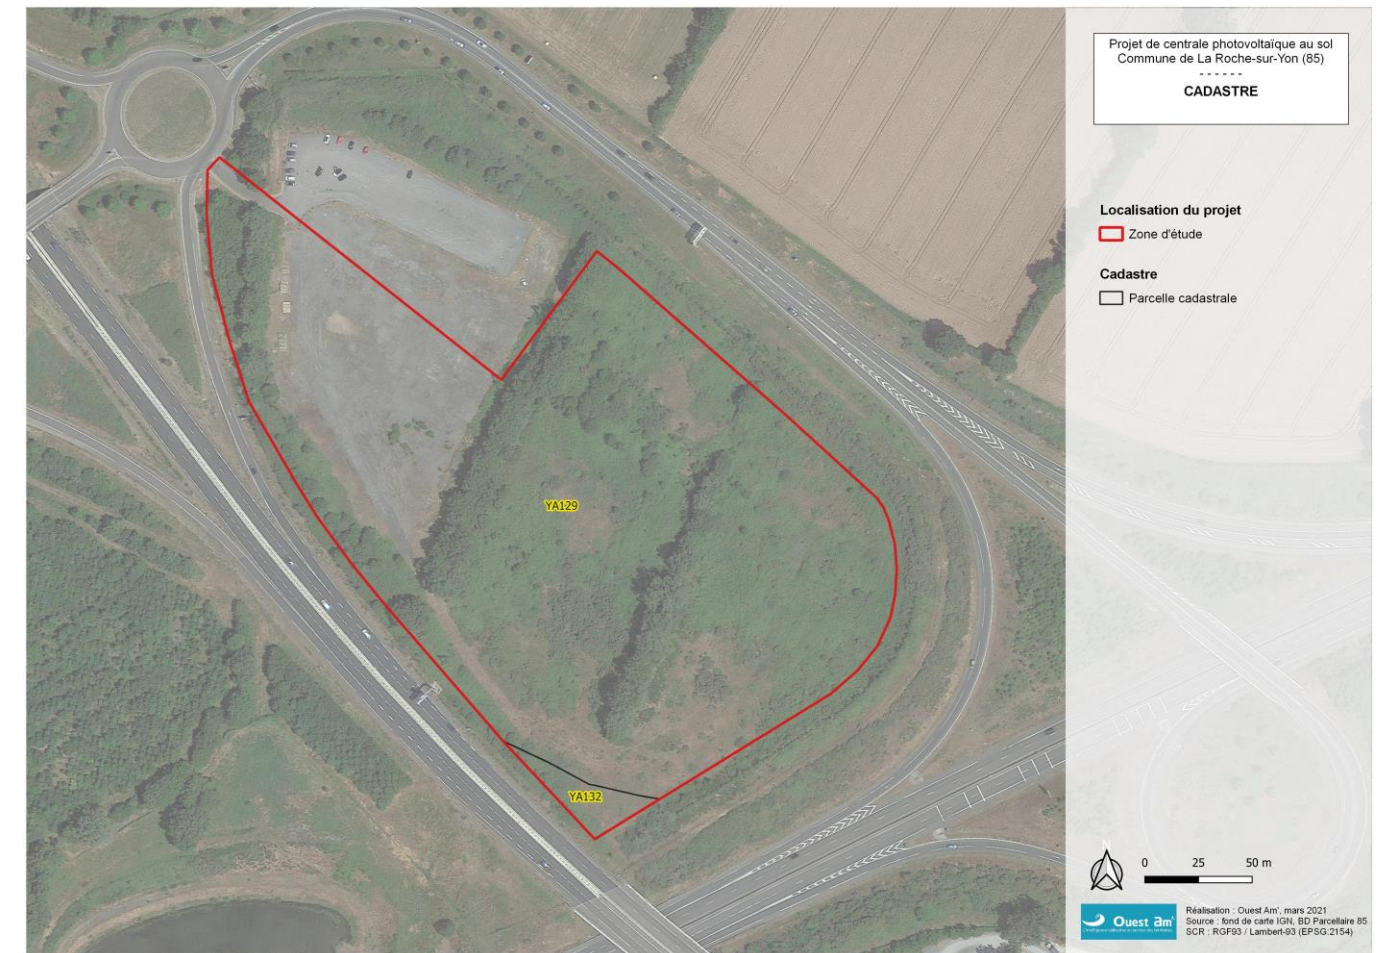 Projet de centrale photovoltaïque au sol
Commune de La Roche-sur-Yon (85)
- - - - - -
CADASTRE
Localisation du projet
Zone d'étude
Cadastre
Parcelle cadastrale
YA129
YA132
N
0 25 50 m
Ouest am'
Réalisation : Ouest Am', mars 2021
Source : fond de carte IGN, BD Parcellaire 85
SCR : RGF93 / Lambert-93 (EPSG:2154)